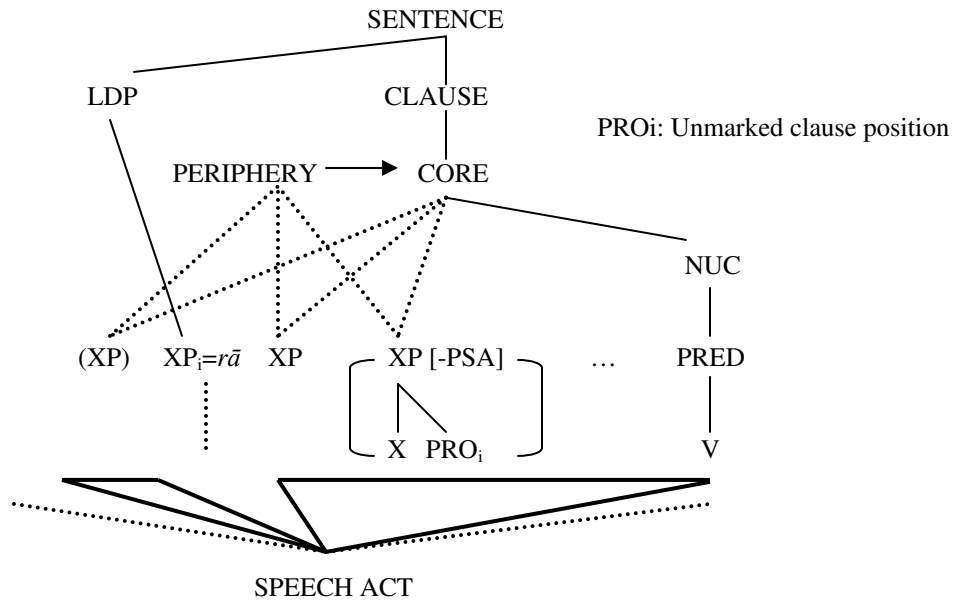 SENTENCE
LDP CLAUSE
PROi: Unmarked clause position
PERIPHERY CORE
NUC
(XP) XPᵢ=rā XP XP [-PSA] … PRED
X PROᵢ V
SPEECH ACT